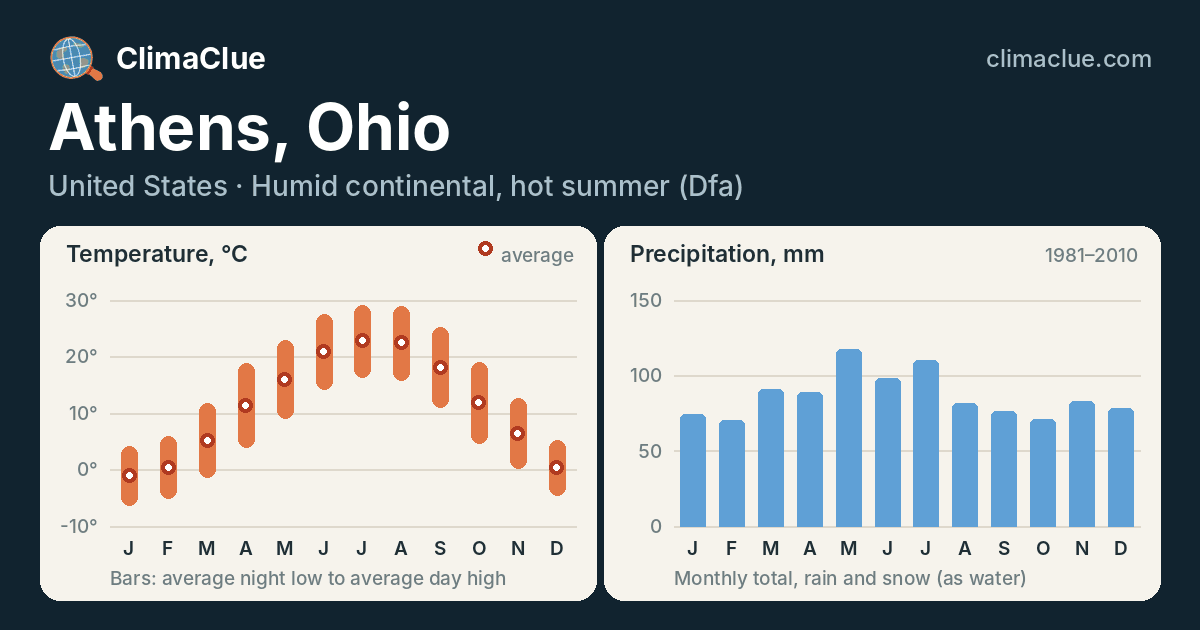 ClimaClue
climaclue.com
Athens, Ohio
United States · Humid continental, hot summer (Dfa)
Temperature, °C
average
30°
20°
10°
0°
-10°
J F M A M J J A S O N D
Bars: average night low to average day high
Precipitation, mm
1981–2010
150
100
50
0
J F M A M J J A S O N D
Monthly total, rain and snow (as water)